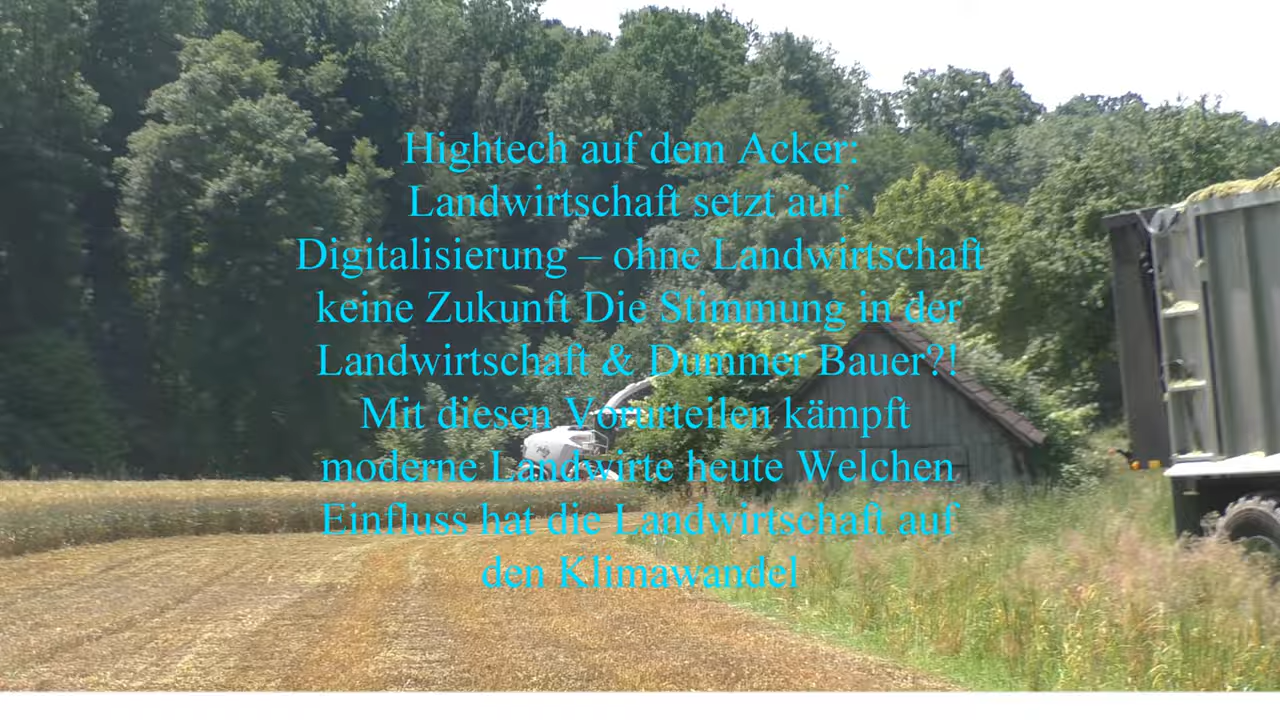 Hightech auf dem Acker:
Landwirtschaft setzt auf
Digitalisierung – ohne Landwirtschaft
keine Zukunft Die Stimmung in der
Landwirtschaft & Dummer Bauer?!
Mit diesen Vorurteilen kämpft
moderne Landwirte heute Welchen
Einfluss hat die Landwirtschaft auf
den Klimawandel